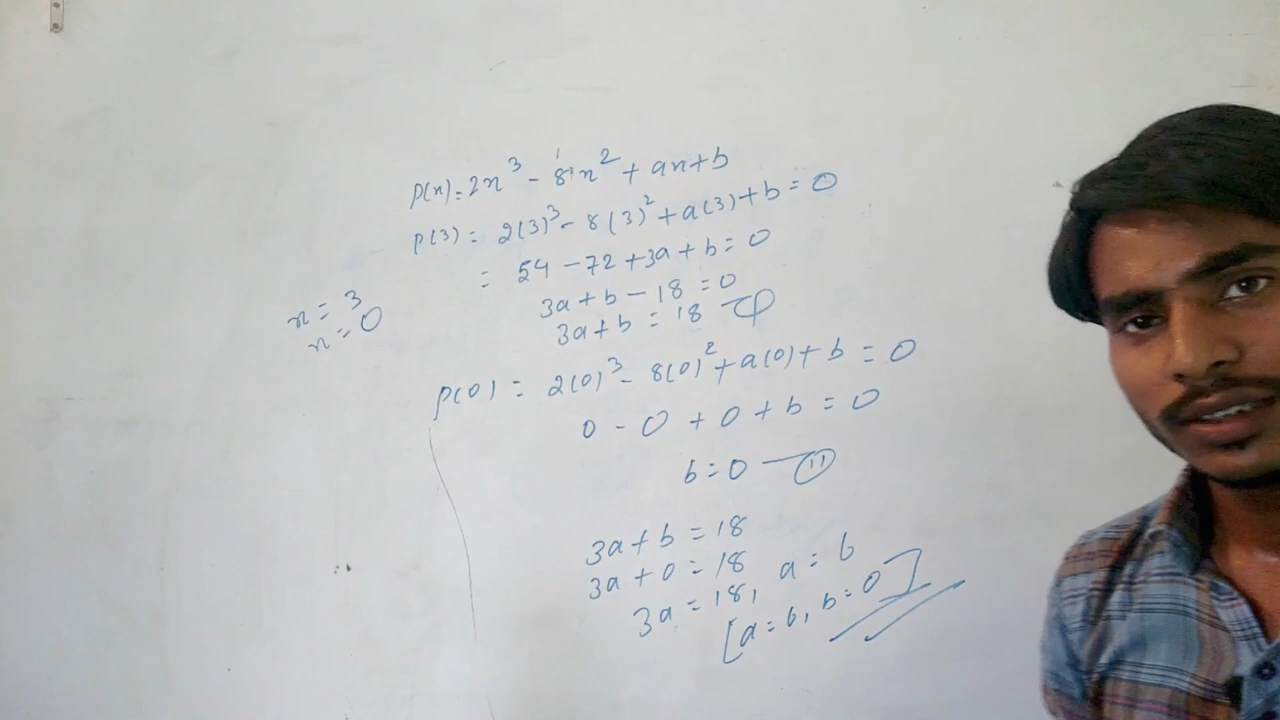 p(x) = 2x³ - 8x² + ax + b
p(3) = 2(3)³ - 8(3)² + a(3) + b = 0
= 54 - 72 + 3a + b = 0
3a + b - 18 = 0
x = 3
3a + b = 18 — (I)
x = 0
p(0) = 2(0)³ - 8(0)² + a(0) + b = 0
0 - 0 + 0 + b = 0
b = 0 — (II)
3a + b = 18
3a + 0 = 18
3a = 18, a = 6
[a = 6, b = 0]